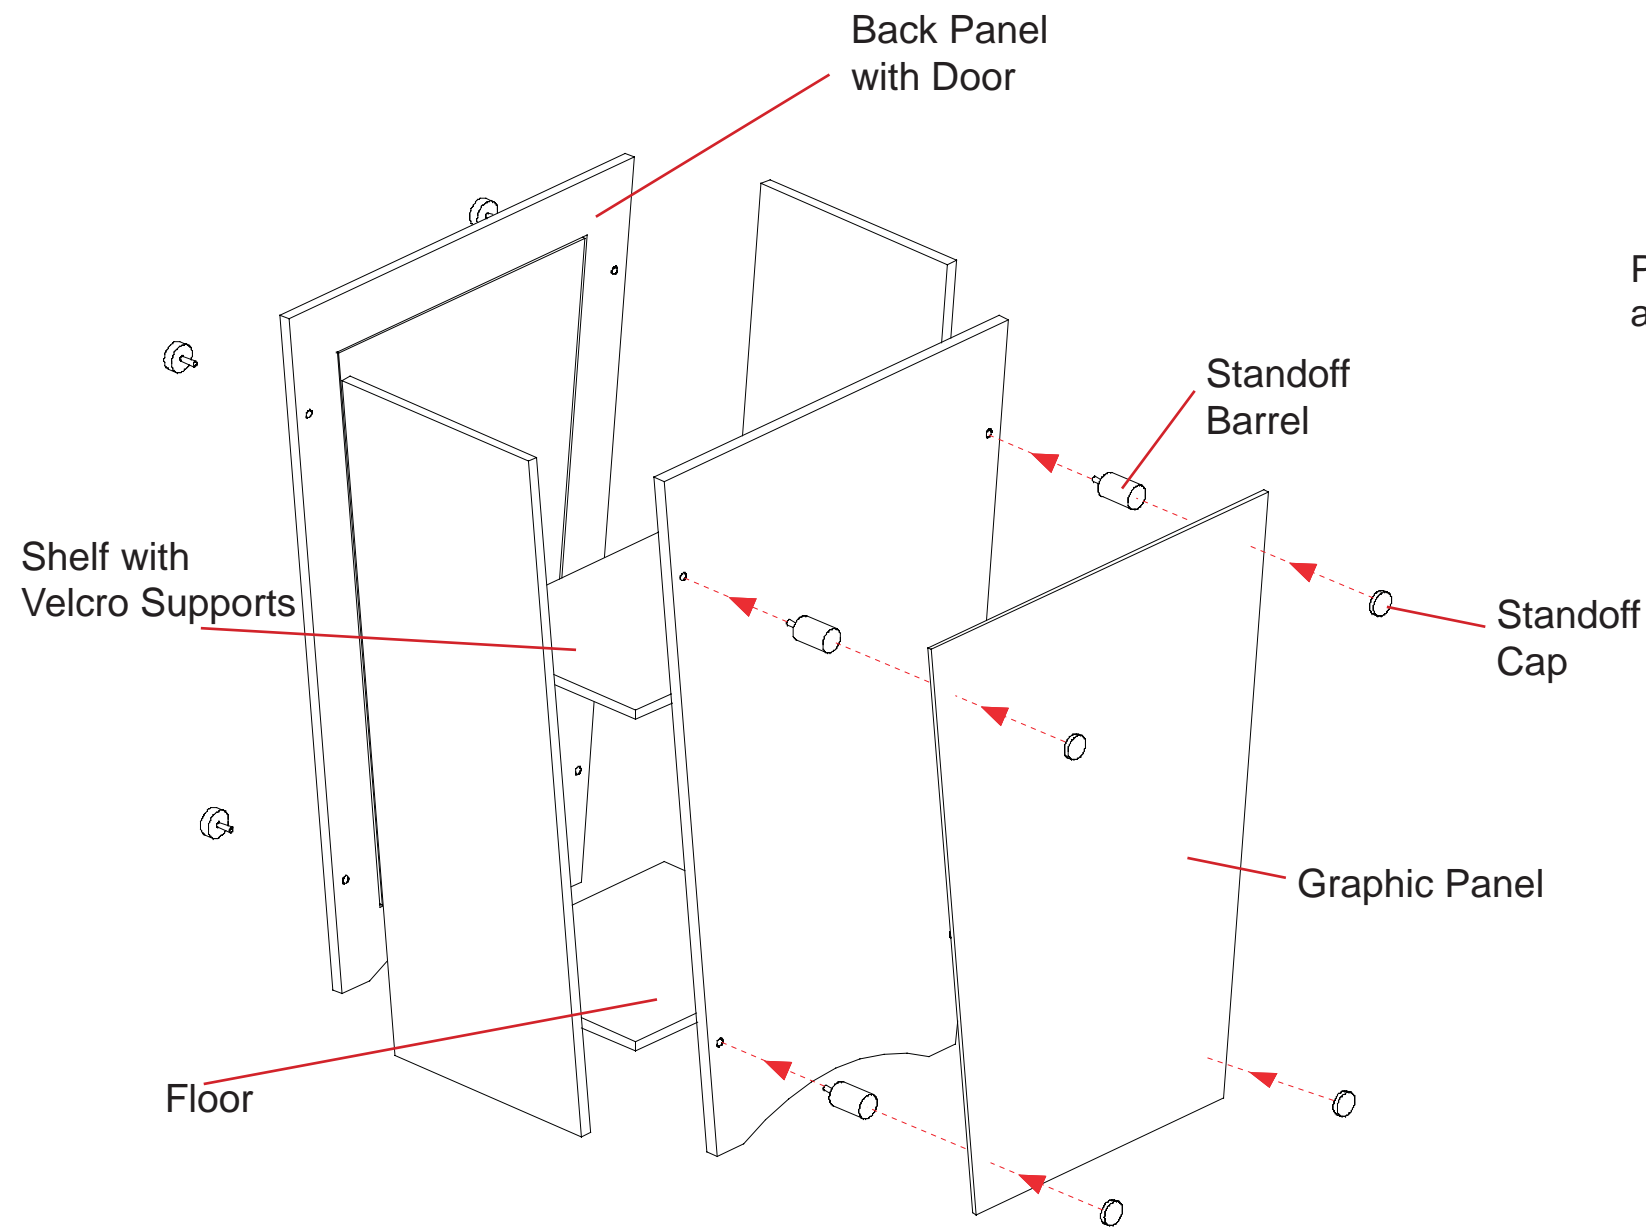 Back Panel
with Door
Standoff
Barrel
Shelf with
Velcro Supports
Standoff
Cap
Graphic Panel
Floor